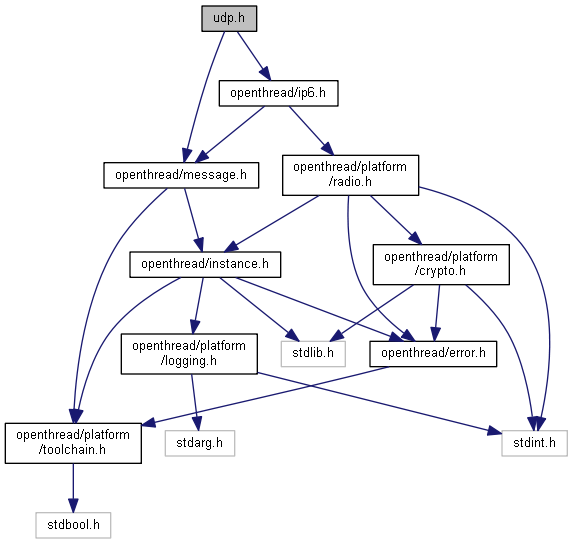 udp.h
openthread/ip6.h
openthread/message.h
openthread/platform
/radio.h
openthread/instance.h
openthread/platform
/crypto.h
openthread/platform
/logging.h
stdlib.h
openthread/error.h
openthread/platform
/toolchain.h
stdarg.h
stdint.h
stdbool.h